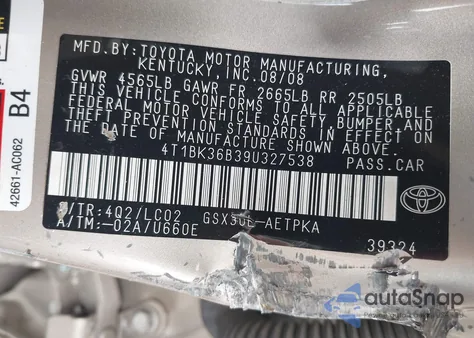 MFD.BY: TOYOTA MOTOR MANUFACTURING,
KENTUCKY, INC. 08/08
GVWR 4565LB GAWR FR 2665LB RR 2505LB
THIS VEHICLE CONFORMS TO ALL APPLICABLE
FEDERAL MOTOR VEHICLE SAFETY, BUMPER, AND
THEFT PREVENTION STANDARDS IN EFFECT ON
THE DATE OF MANUFACTURE SHOWN ABOVE.
4T1BK36B39U327538 PASS.CAR
/TR:4Q2/LC02
A/TM:-02A/U660E
-AETPKA
39324
TOYOTA
42661-AC062
B4
autoSnap